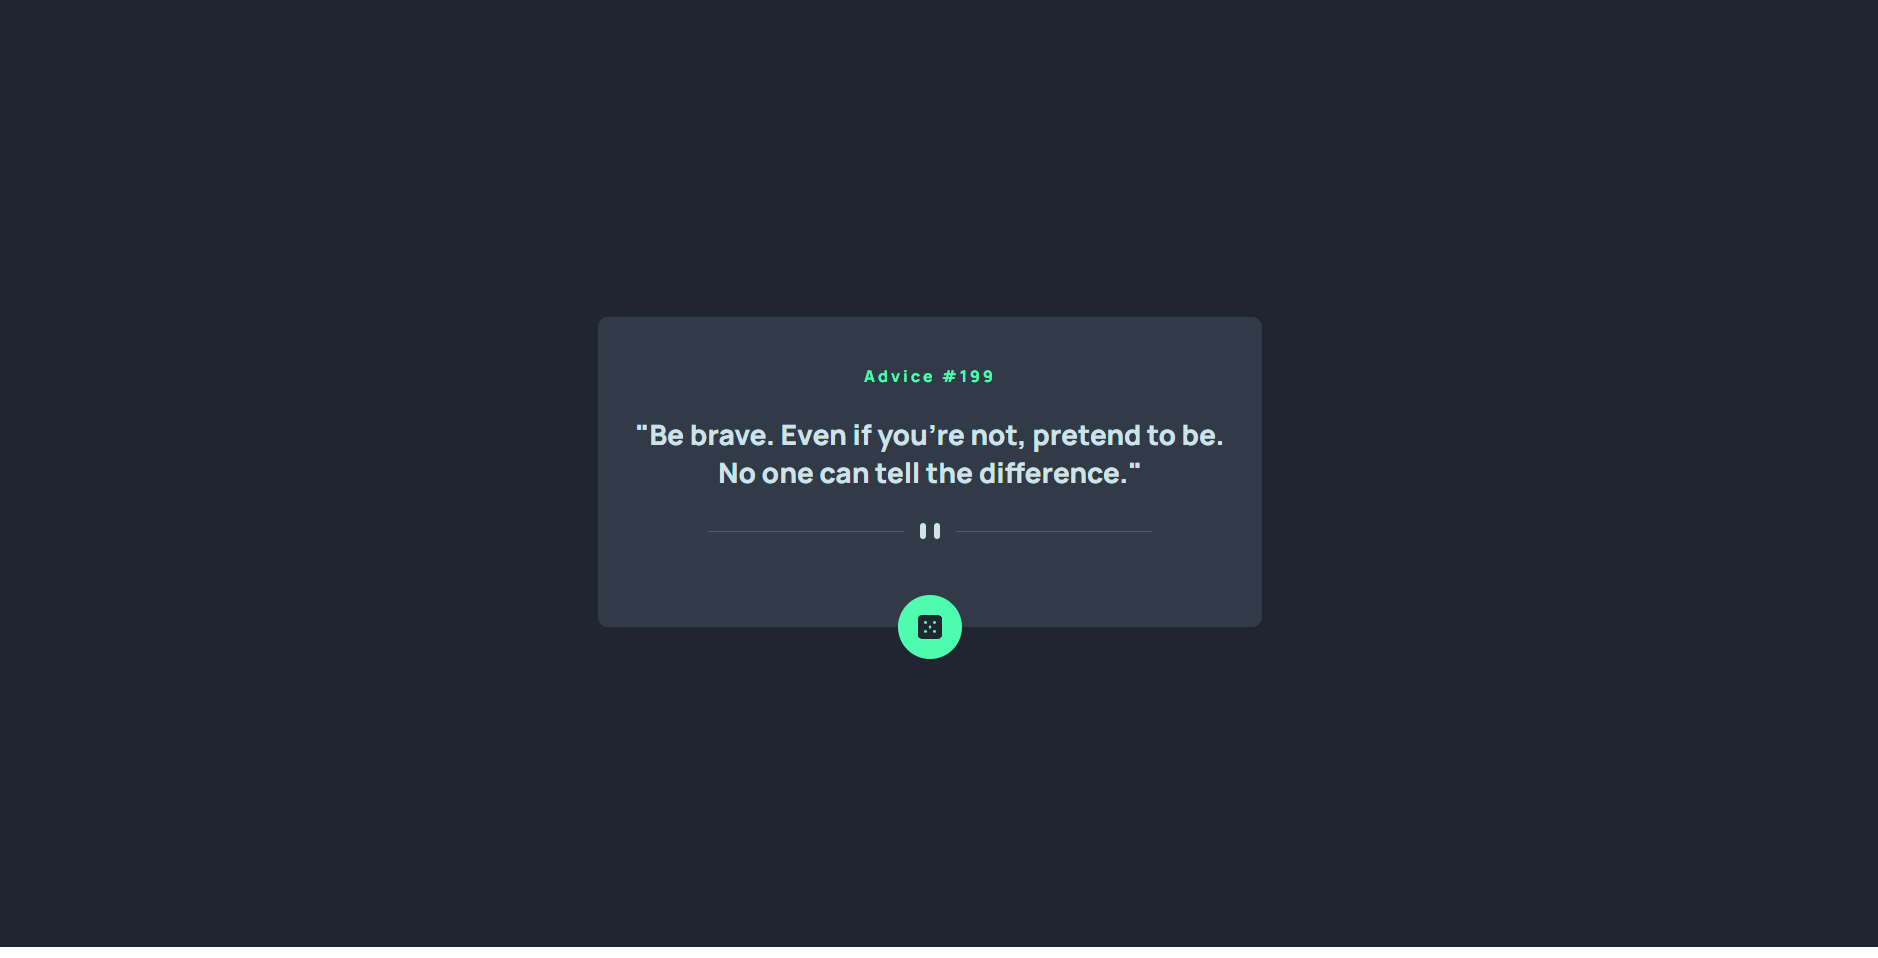 Advice #199
"Be brave. Even if you're not, pretend to be.
No one can tell the difference."